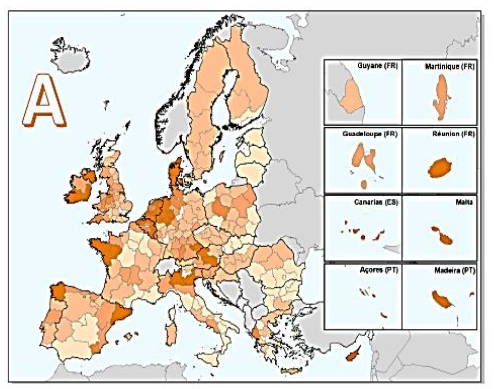 A
Guyane (FR)
Martinique (FR)
Guadeloupe (FR)
Réunion (FR)
Canarias (ES)
Malta
Açores (PT)
Madeira (PT)